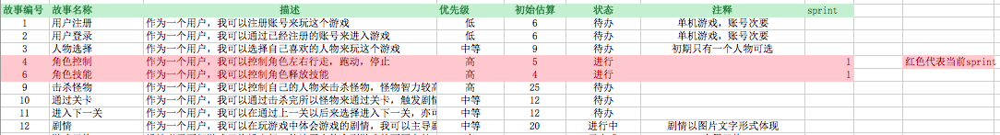 故事编号 故事名称 描述 优先级 初始估算 状态 注释 sprint
1 用户注册 作为一个用户，我可以注册账号来玩这个游戏 低 6 待办 单机游戏，账号次要
2 用户登录 作为一个用户，我可以通过已经注册的账号来进入游戏 低 6 待办 单机游戏，账号次要
3 人物选择 作为一个用户，我可以选择自己喜欢的人物来玩这个游戏 中等 9 待办 初期只有一个人物可选
4 角色控制 作为一个用户，我可以控制角色左右行走，跑动，停止 高 5 进行 1 红色代表当前sprint
6 角色技能 作为一个用户，我可以控制角色释放技能 高 4 进行 1
9 击杀怪物 作为一个用户，我可以控制自己的人物来击杀怪物，怪物智力较高 高 25 待办
10 通过关卡 作为一个用户，我可以通过击杀完所以怪物来通过关卡，触发剧情 中等 12 待办
11 进入下一关 作为一个用户，我可以在通过上一关以后来选择进入下一关，亦可 中等 12 待办
12 剧情 作为一个用户，我可以在玩游戏中体会游戏的剧情，我可以主导剧 中等 20 进行中 剧情以图片文字形式体现